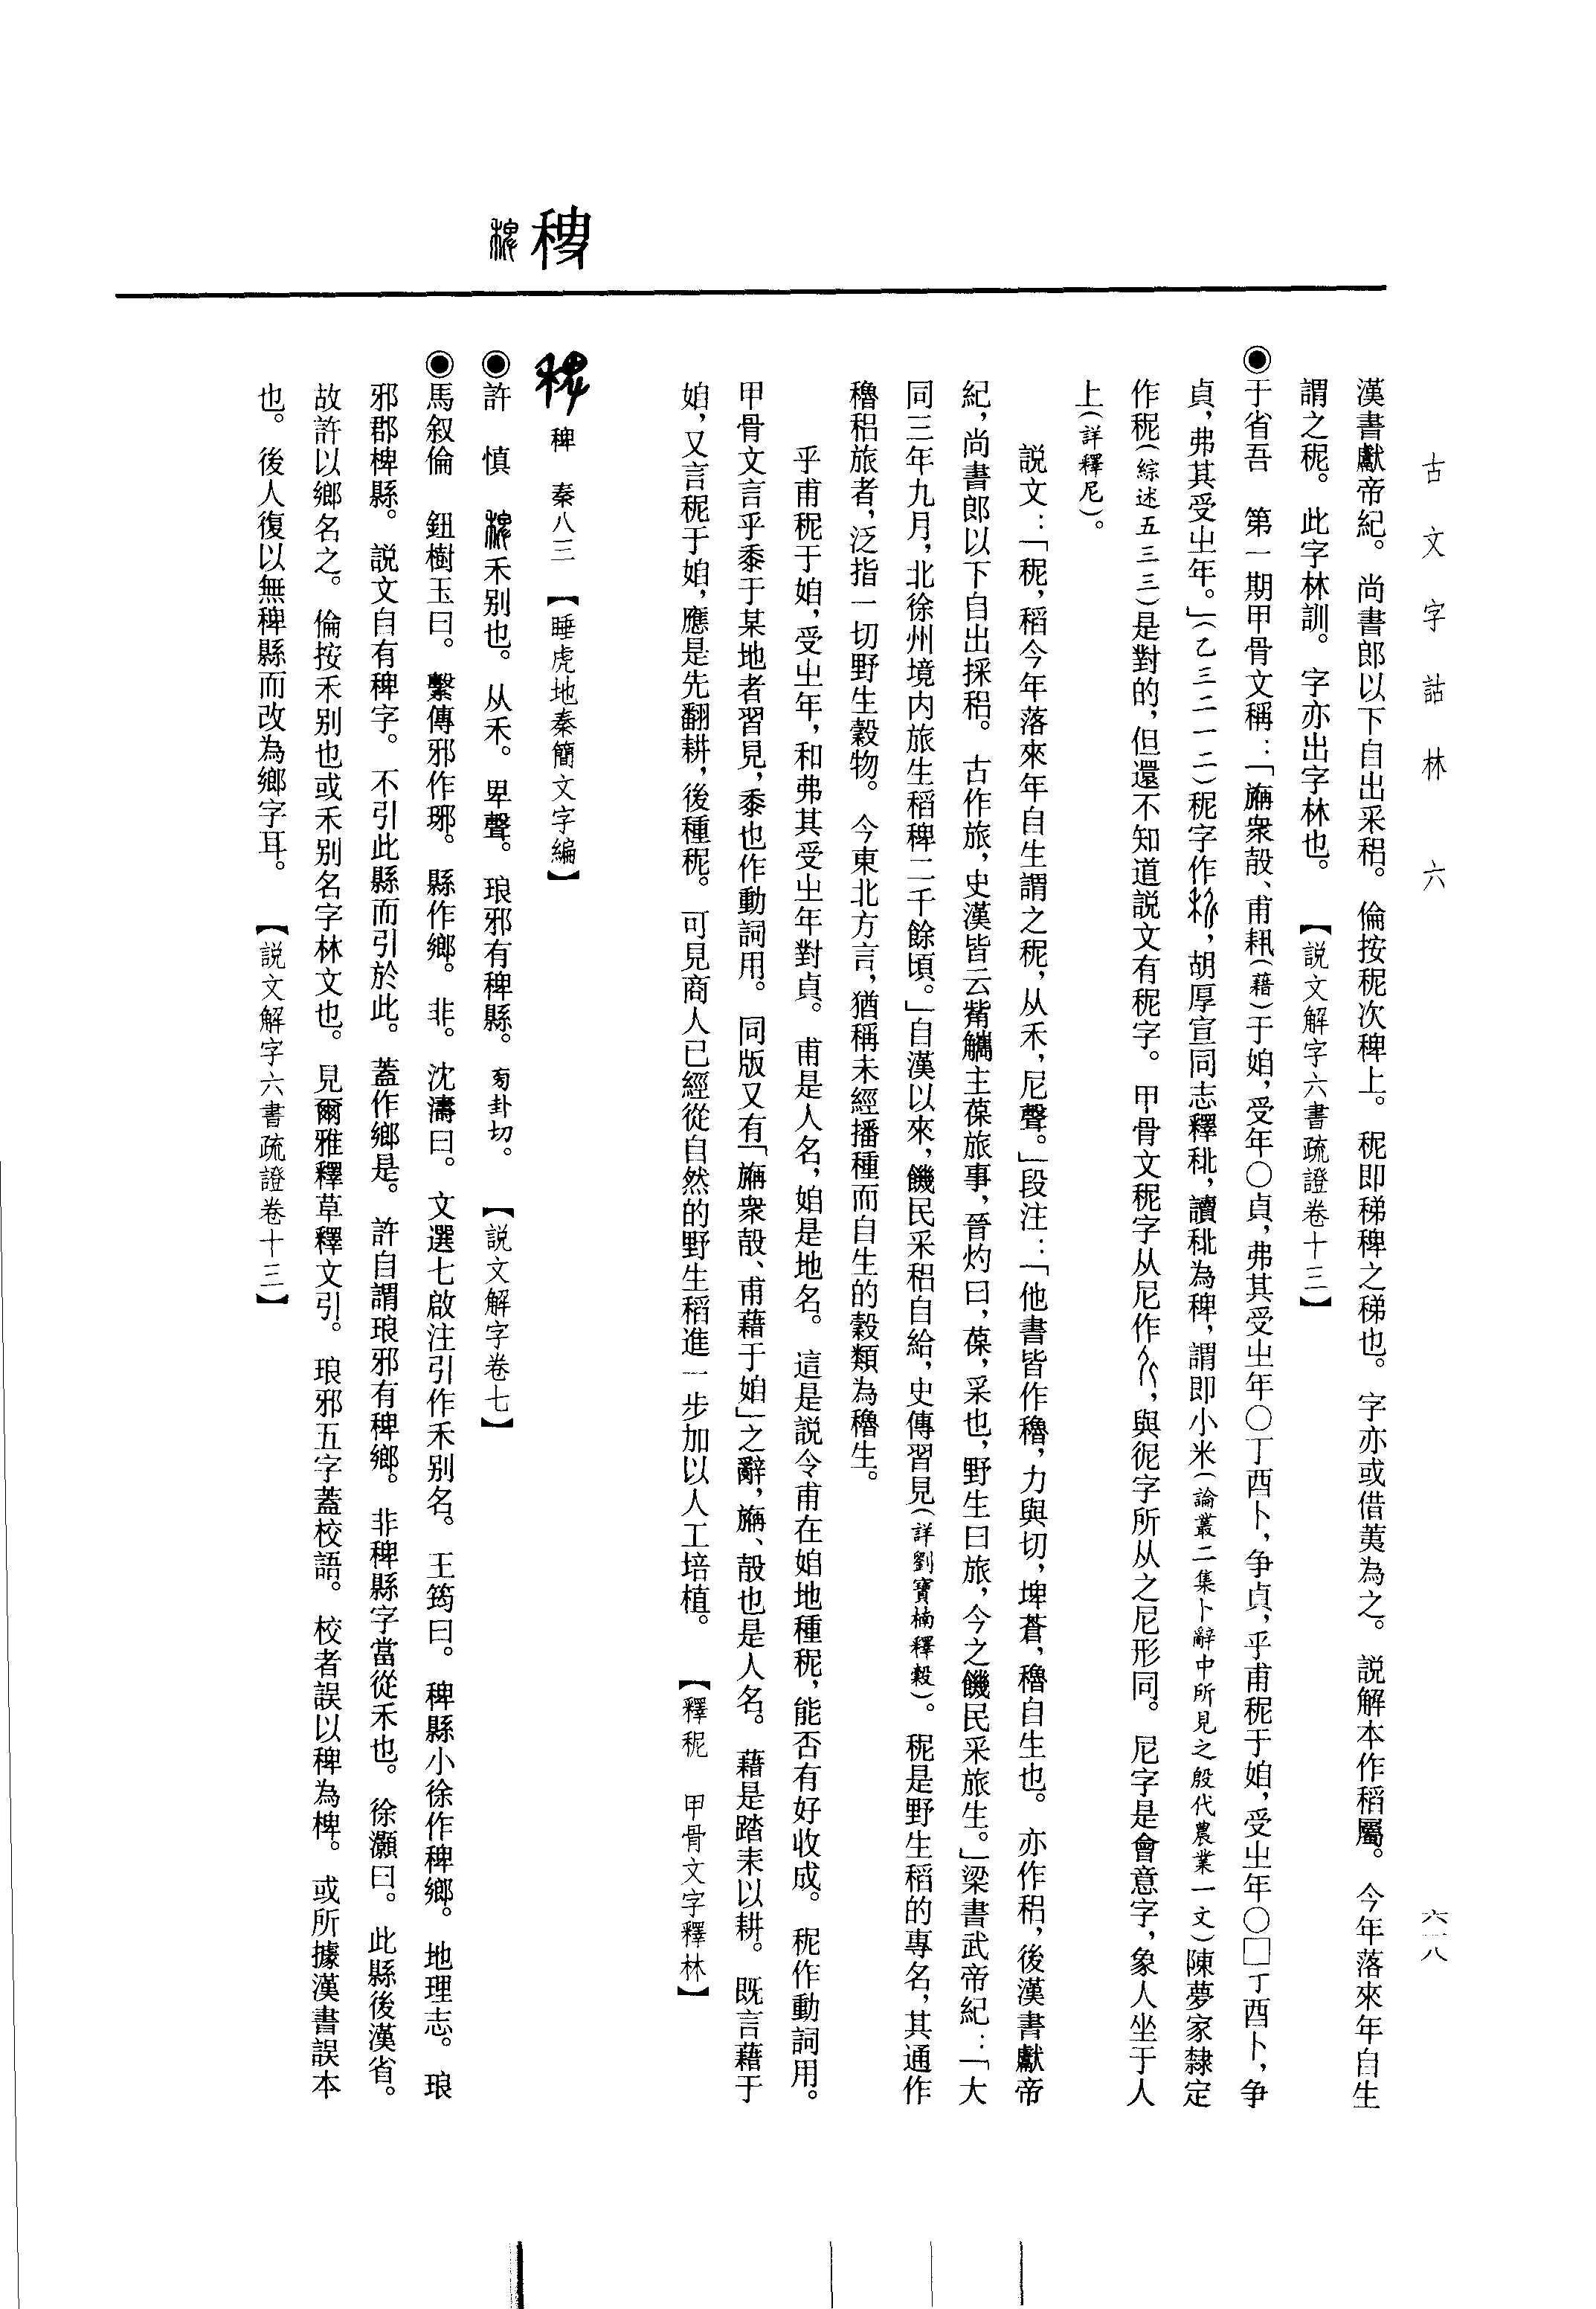 古文字詁林　六
六一八
漢書獻帝紀。尚書郎以下自出采稆。倫按秜次稗上。秜即稊稗之稊也。字亦或借荑為之。説解本作稻屬。今年落來年自生
謂之秜。此字林訓。字亦出字林也。【説文解字六書疏證卷十三】
◉于省吾　第一期甲骨文稱：「㫃衆㱿、甫耤(藉)于姰，受年○貞，弗其受㞢年○丁酉卜，争貞，乎甫秜于姰，受㞢年○□丁酉卜，争
貞，弗其受㞢年。」(乙三二一二)秜字作，胡厚宣同志釋秕，讀秕為稗，謂即小米(論叢二集卜辭中所見之殷代農業一文)陳夢家隸定
作秜(綜述五三三)是對的，但還不知道説文有秜字。甲骨文秜字从尼作，與伲字所从之尼形同。尼字是會意字，象人坐于人
上(詳釋尼)。
説文：「秜，稻今年落來年自生謂之秜，从禾，尼聲。」段注：「他書皆作穭，力與切，埤蒼，穭自生也。亦作稆，後漢書獻帝
紀，尚書郎以下自出採稆。古作旅，史漢皆云觜觿主葆旅事，晉灼曰，葆，采也，野生曰旅，今之饑民采旅生。」梁書武帝紀：「大
同三年九月，北徐州境内旅生稻稗二千餘頃。」自漢以來，饑民采稆自給，史傳習見(詳劉寶楠釋穀)。秜是野生稻的專名，其通作
穭稆旅者，泛指一切野生穀物。今東北方言，猶稱未經播種而自生的穀類為穭生。
乎甫秜于姰，受㞢年，和弗其受㞢年對貞。甫是人名，姰是地名。這是説令甫在姰地種秜，能否有好收成。秜作動詞用。
甲骨文言乎黍于某地者習見，黍也作動詞用。同版又有「衆㱿、甫藉于姰」之辭，、㱿也是人名。藉是踏耒以耕。既言藉于
姰，又言秜于姰，應是先翻耕，後種秜。可見商人已經從自然的野生稻進一步加以人工培植。【釋秜　甲骨文字釋林】
稗
稗　秦八三　【睡虎地秦簡文字編】
◉許　慎　禾别也。从禾。卑聲。琅邪有稗縣。菊卦切。【説文解字卷七】
◉馬叙倫　鈕樹玉曰。繫傳邪作琊。縣作鄉。非。沈濤曰。文選七啟注引作禾别名。王筠曰。稗縣小徐作稗鄉。地理志。琅
邪郡椑縣。説文自有稗字。不引此縣而引於此。蓋作鄉是。許自謂琅邪有稗鄉。非稗縣字當從禾也。徐灝曰。此縣後漢省。
故許以鄉名之。倫按禾别也或禾别名字林文也。見爾雅釋草釋文引。琅邪五字蓋校語。校者誤以稗為椑。或所據漢書誤本
也。後人復以無稗縣而改為鄉字耳。【説文解字六書疏證卷十三】